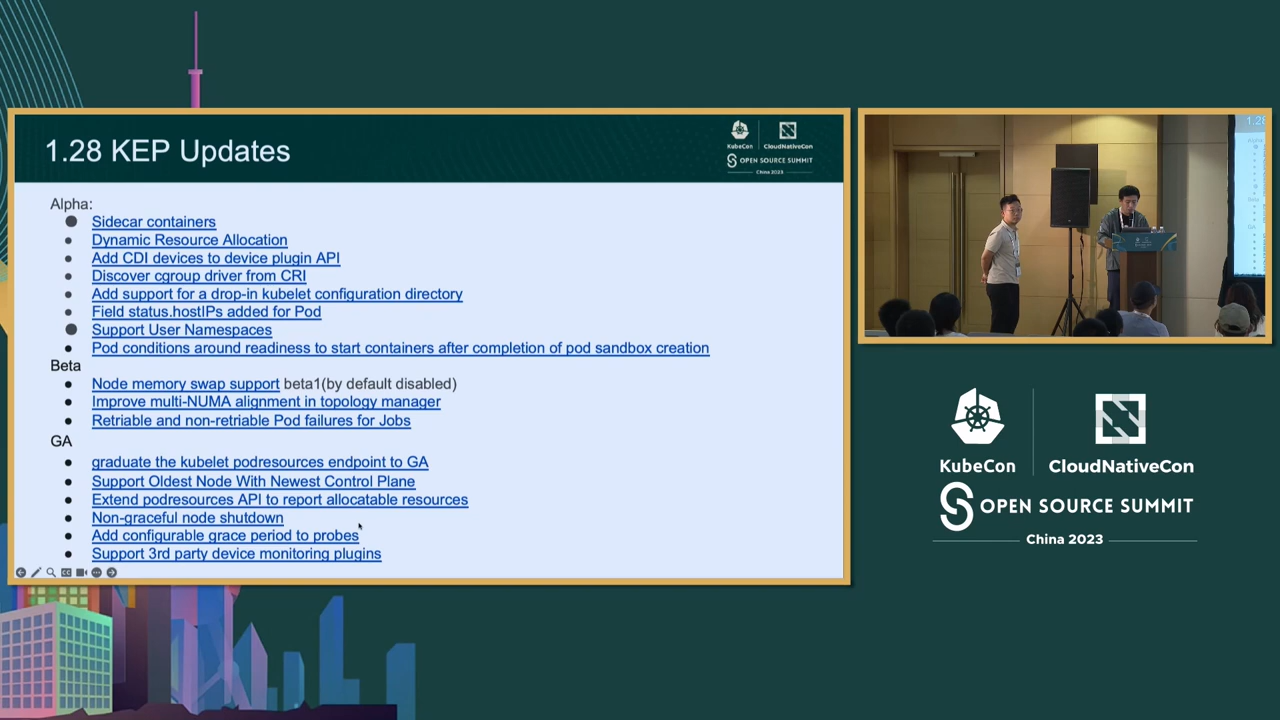 1.28 KEP Updates
KubeCon
CloudNativeCon
OPEN SOURCE SUMMIT
China 2023
Alpha:
Sidecar containers
Dynamic Resource Allocation
Add CDI devices to device plugin API
Discover cgroup driver from CRI
Add support for a drop-in kubelet configuration directory
Field status.hostIPs added for Pod
Support User Namespaces
Pod conditions around readiness to start containers after completion of pod sandbox creation
Beta
Node memory swap support beta1(by default disabled)
Improve multi-NUMA alignment in topology manager
Retriable and non-retriable Pod failures for Jobs
GA
graduate the kubelet podresources endpoint to GA
Support Oldest Node With Newest Control Plane
Extend podresources API to report allocatable resources
Non-graceful node shutdown
Add configurable grace period to probes
Support 3rd party device monitoring plugins
1.28
KubeCon
CloudNativeCon
OPEN SOURCE SUMMIT
China 2023